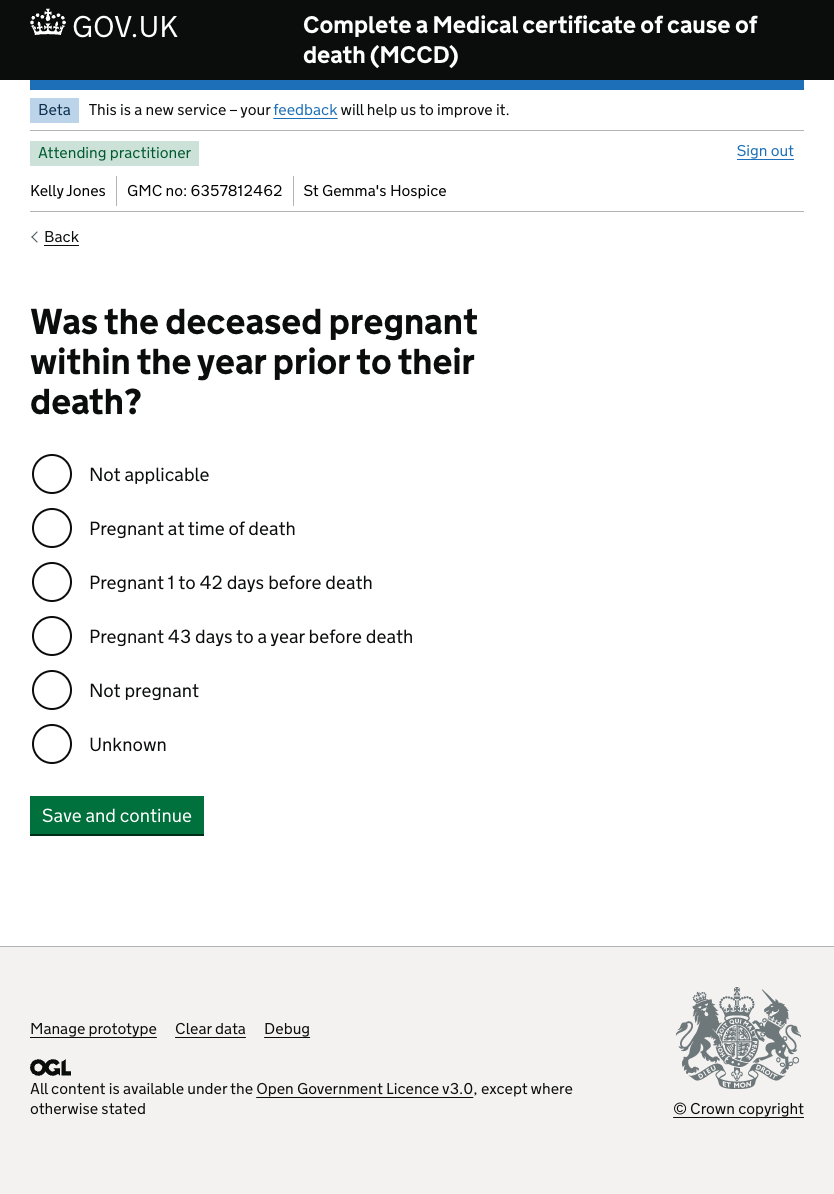 GOV.UK
Complete a Medical certificate of cause of
death (MCCD)
Beta This is a new service – your feedback will help us to improve it.
Attending practitioner
Sign out
Kelly Jones GMC no: 6357812462 St Gemma's Hospice
Back
Was the deceased pregnant
within the year prior to their
death?
Not applicable
Pregnant at time of death
Pregnant 1 to 42 days before death
Pregnant 43 days to a year before death
Not pregnant
Unknown
Save and continue
Manage prototype Clear data Debug
OGL
All content is available under the Open Government Licence v3.0, except where
otherwise stated
DIEU ET MON DROIT
© Crown copyright